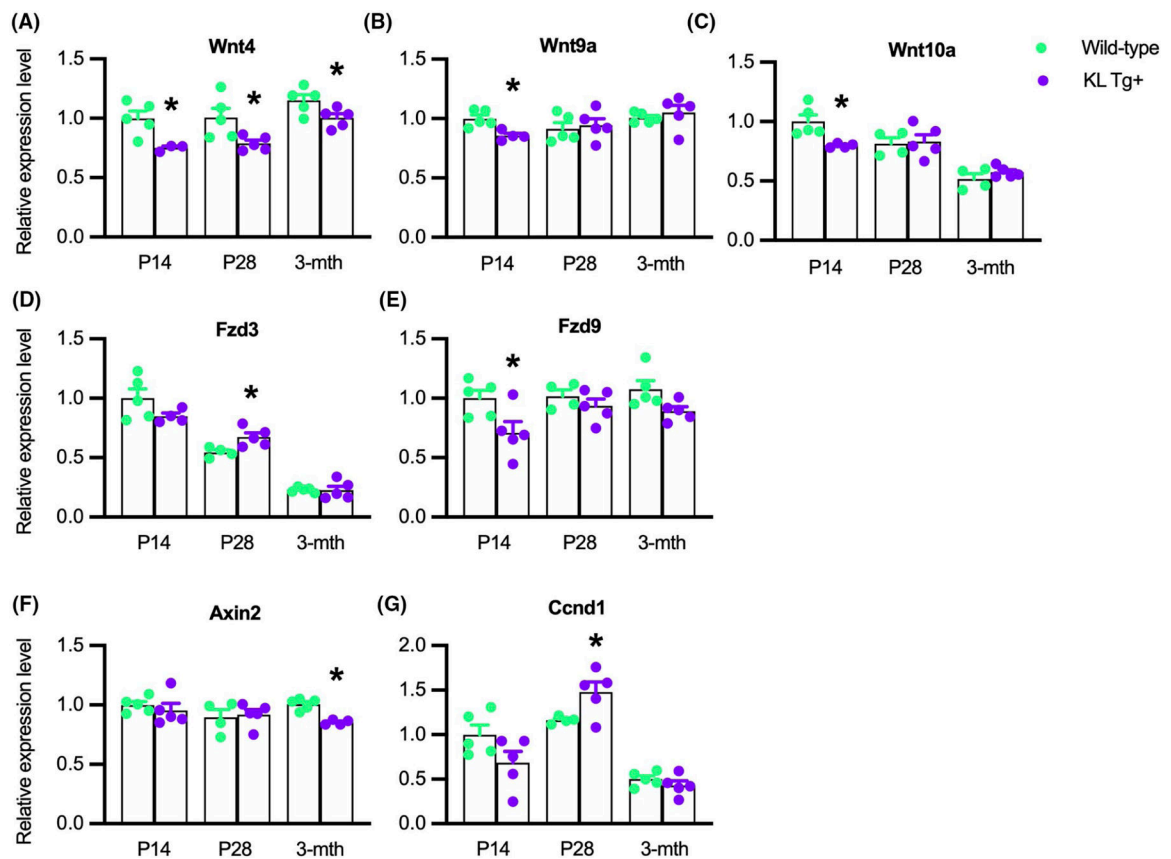 (A)
Wnt4
Relative expression level
1.5
1.0
0.5
0.0
*
*
*
P14 P28 3-mth
(B)
Wnt9a
1.5
1.0
0.5
0.0
*
P14 P28 3-mth
(C)
Wnt10a
1.5
1.0
0.5
0.0
*
P14 P28 3-mth
Wild-type
KL Tg+
(D)
Fzd3
Relative expression level
1.5
1.0
0.5
0.0
*
P14 P28 3-mth
(E)
Fzd9
1.5
1.0
0.5
0.0
*
P14 P28 3-mth
(F)
Axin2
Relative expression level
1.5
1.0
0.5
0.0
*
P14 P28 3-mth
(G)
Ccnd1
2.0
1.5
1.0
0.5
0.0
*
P14 P28 3-mth